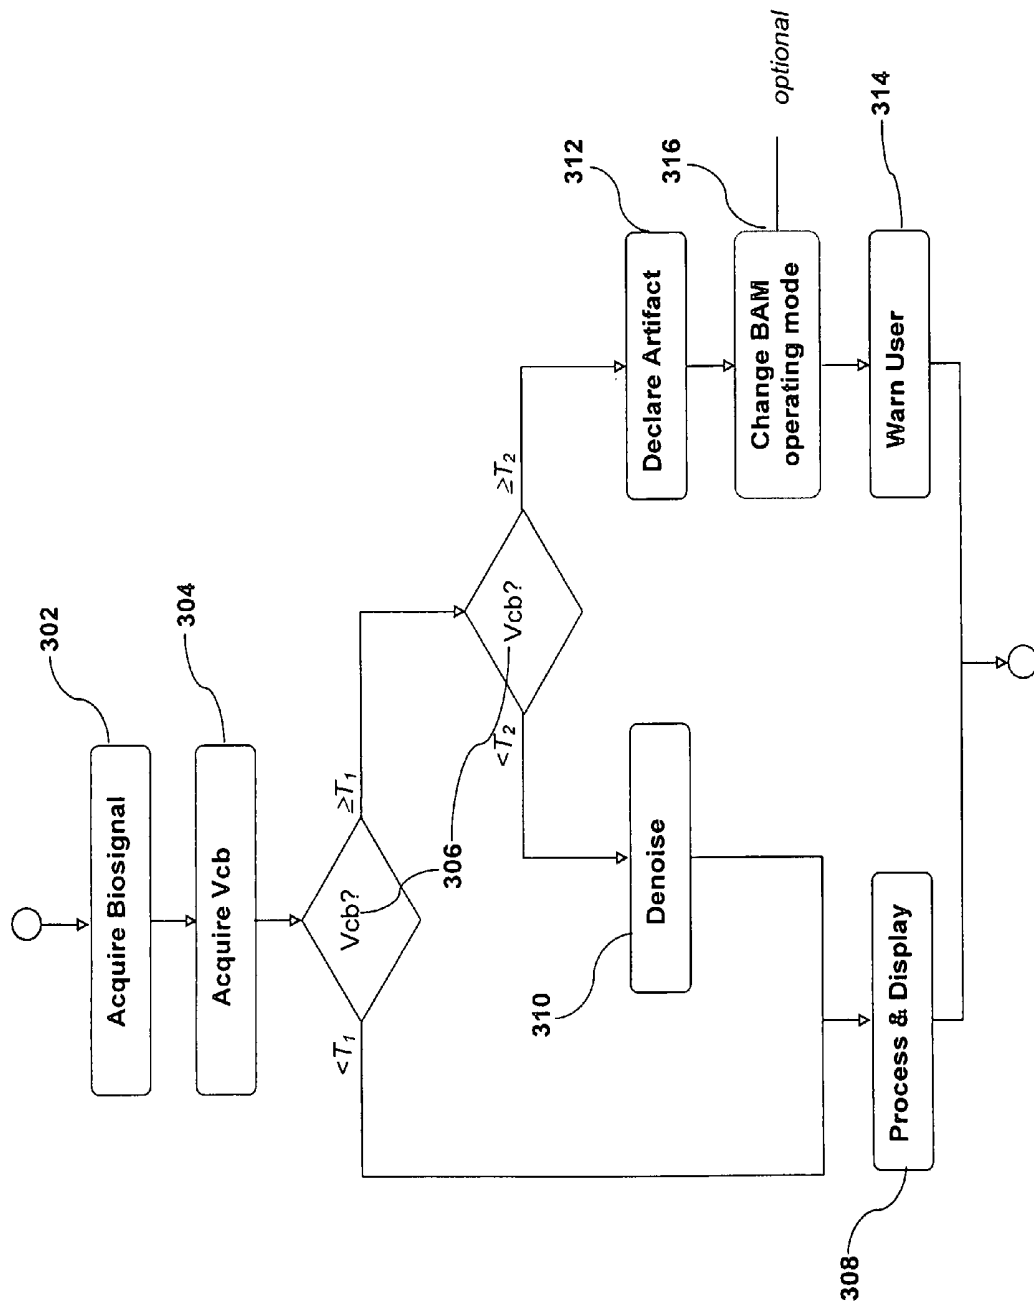 302
Acquire Biosignal
304
Acquire Vcb
Vcb?
306
<T₁
≥T₁
Vcb?
<T₂
≥T₂
310
Denoise
312
Declare Artifact
316
Change BAM
operating mode
optional
314
Warn User
308
Process & Display